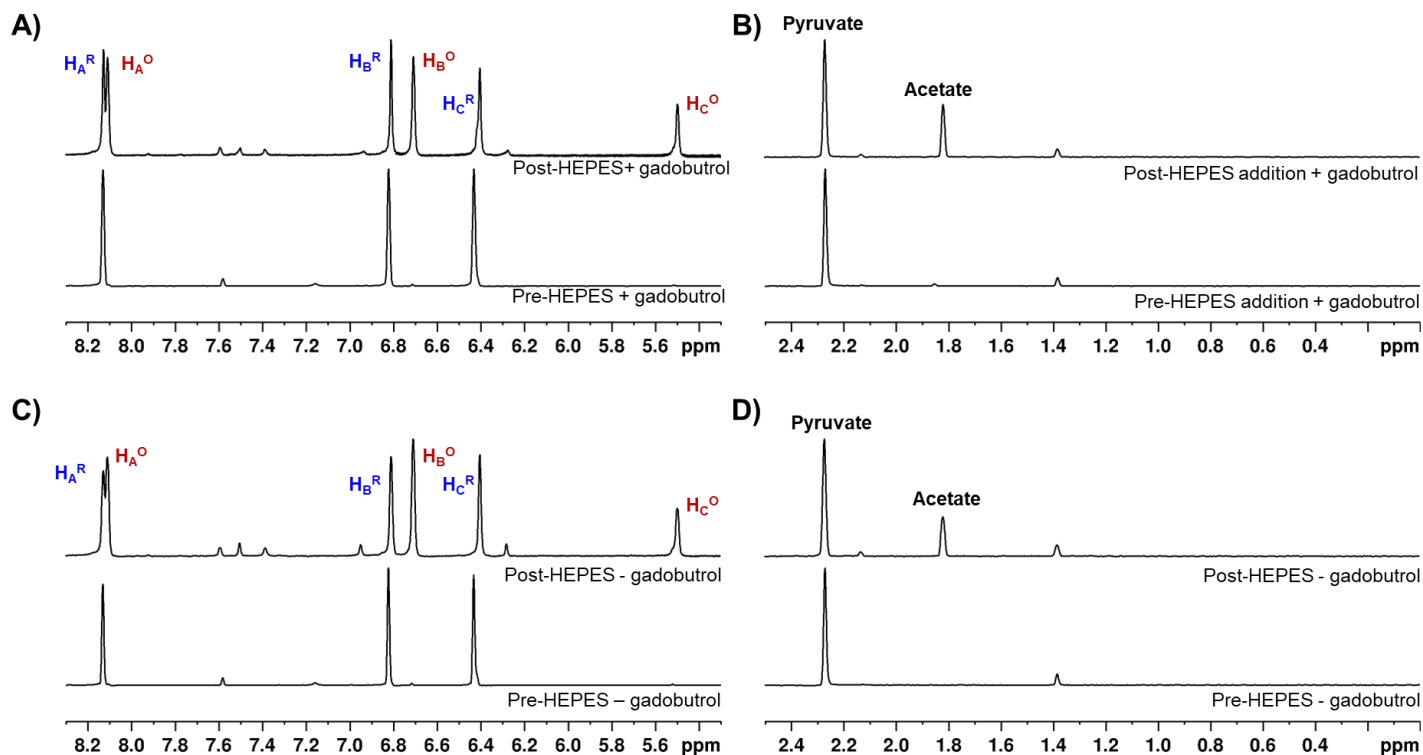 A)
H_A^R H_A^O H_B^R H_B^O H_C^R H_C^O
Post-HEPES+ gadobutrol
Pre-HEPES + gadobutrol
8.2 8.0 7.8 7.6 7.4 7.2 7.0 6.8 6.6 6.4 6.2 6.0 5.8 5.6 ppm
B)
Pyruvate
Acetate
Post-HEPES addition + gadobutrol
Pre-HEPES addition + gadobutrol
2.4 2.2 2.0 1.8 1.6 1.4 1.2 1.0 0.8 0.6 0.4 ppm
C)
H_A^R H_A^O H_B^R H_B^O H_C^R H_C^O
Post-HEPES - gadobutrol
Pre-HEPES – gadobutrol
8.2 8.0 7.8 7.6 7.4 7.2 7.0 6.8 6.6 6.4 6.2 6.0 5.8 5.6 ppm
D)
Pyruvate
Acetate
Post-HEPES - gadobutrol
Pre-HEPES - gadobutrol
2.4 2.2 2.0 1.8 1.6 1.4 1.2 1.0 0.8 0.6 0.4 ppm